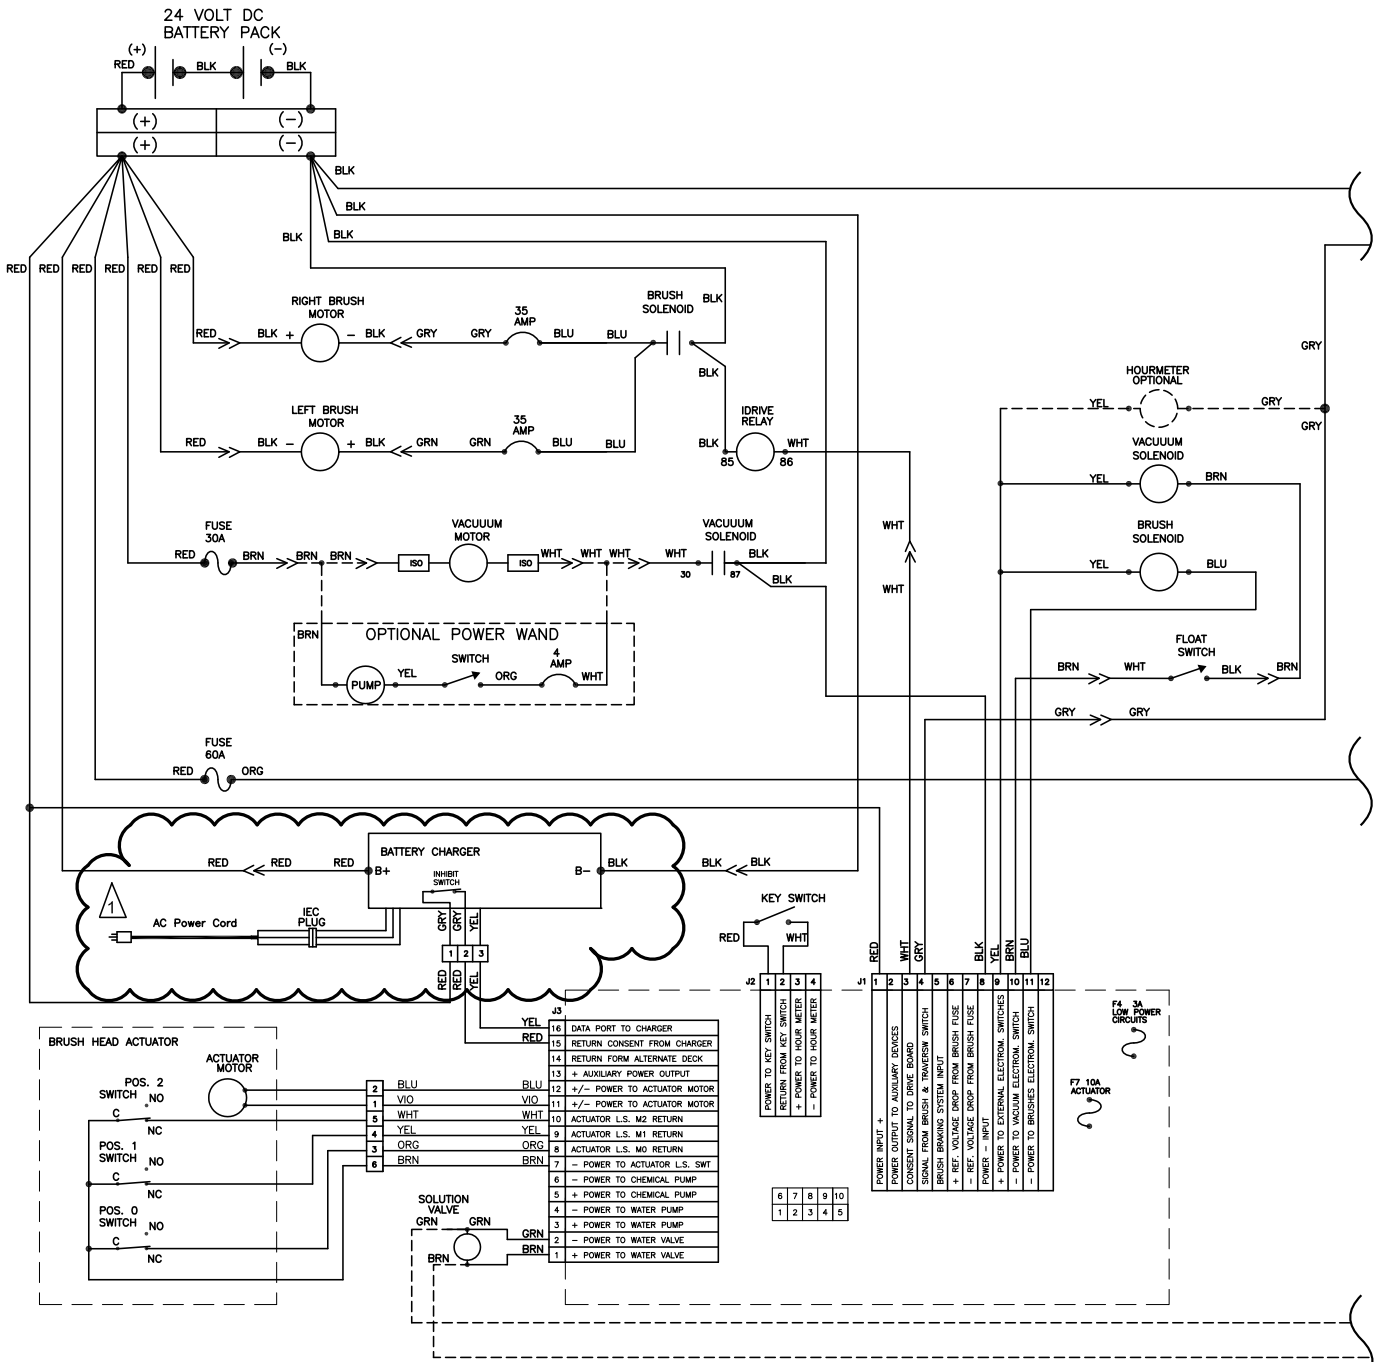 24 VOLT DC
BATTERY PACK
(+)
(-)
RED
BLK
BLK
(+)
(-)
(+)
(-)
BLK
BLK
BLK
BLK
RED
RED
RED
RED
RED
RED
RIGHT BRUSH
MOTOR
RED
BLK
+
-
BLK
GRY
GRY
35
AMP
BLU
BLU
BRUSH
SOLENOID
BLK
BLK
LEFT BRUSH
MOTOR
RED
BLK
-
+
BLK
GRN
GRN
35
AMP
BLU
BLU
IDRIVE
RELAY
BLK
85
86
WHT
FUSE
30A
RED
BRN
BRN
BRN
ISO
VACUUUM
MOTOR
ISO
WHT
WHT
WHT
WHT
VACUUUM
SOLENOID
30
87
BLK
BLK
WHT
WHT
OPTIONAL POWER WAND
BRN
PUMP
YEL
SWITCH
ORG
4
AMP
WHT
GRY
HOURMETER
OPTIONAL
YEL
GRY
GRY
VACUUUM
SOLENOID
YEL
BRN
BRUSH
SOLENOID
YEL
BLU
FLOAT
SWITCH
BRN
WHT
BLK
BRN
GRY
GRY
FUSE
60A
RED
ORG
RED
RED
RED
BATTERY CHARGER
B+
B-
BLK
BLK
BLK
INHIBIT
SWITCH
1
AC Power Cord
IEC
PLUG
GRY
GRY
YEL
1
2
3
RED
RED
YEL
KEY SWITCH
RED
WHT
J2
1
2
3
4
POWER TO KEY SWITCH
RETURN FROM KEY SWITCH
+ POWER TO HOUR METER
- POWER TO HOUR METER
RED
WHT
GRY
BLK
YEL
BRN
BLU
J1
1
2
3
4
5
6
7
8
9
10
11
12
POWER INPUT +
POWER OUTPUT TO AUXILIARY DEVICES
CONSENT SIGNAL TO DRIVE BOARD
SIGNAL FROM BRUSH & TRAVERSW SWITCH
BRUSH BRAKING SYSTEM INPUT
+ REF. VOLTAGE DROP FROM BRUSH FUSE
- REF. VOLTAGE DROP FROM BRUSH FUSE
POWER - INPUT
+ POWER TO EXTERNAL ELECTROM. SWITCHES
- POWER TO VACUUM ELECTROM. SWITCH
- POWER TO BRUSHES ELECTROM. SWITCH
F4 3A
LOW POWER
CIRCUITS
F7 10A
ACTUATOR
6 7 8 9 10
1 2 3 4 5
J3
YEL 16 DATA PORT TO CHARGER
RED 15 RETURN CONSENT FROM CHARGER
14 RETURN FORM ALTERNATE DECK
13 + AUXILIARY POWER OUTPUT
2 BLU BLU 12 +/- POWER TO ACTUATOR MOTOR
1 VIO VIO 11 +/- POWER TO ACTUATOR MOTOR
5 WHT WHT 10 ACTUATOR L.S. M2 RETURN
4 YEL YEL 9 ACTUATOR L.S. M1 RETURN
3 ORG ORG 8 ACTUATOR L.S. M0 RETURN
6 BRN BRN 7 - POWER TO ACTUATOR L.S. SWT
6 - POWER TO CHEMICAL PUMP
5 + POWER TO CHEMICAL PUMP
4 - POWER TO WATER PUMP
3 + POWER TO WATER PUMP
GRN 2 - POWER TO WATER VALVE
BRN 1 + POWER TO WATER VALVE
SOLUTION
VALVE
GRN
GRN
BRN
BRUSH HEAD ACTUATOR
ACTUATOR
MOTOR
POS. 2
SWITCH
NO
C
NC
POS. 1
SWITCH
NO
C
NC
POS. 0
SWITCH
NO
C
NC